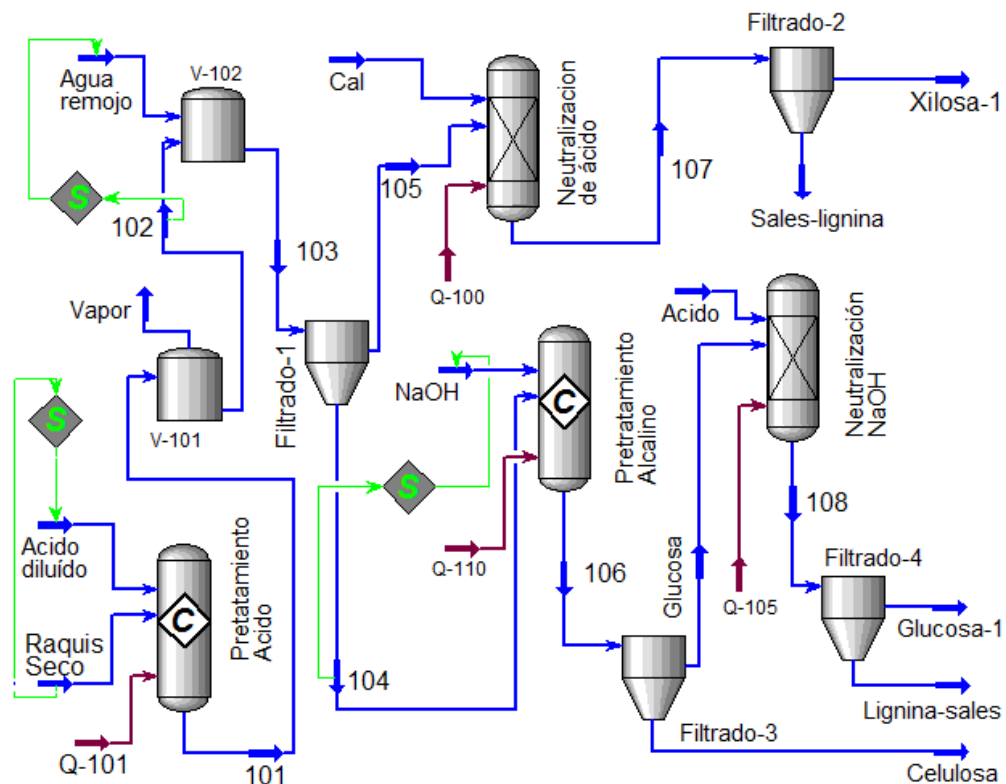 Filtrado-2
Agua
remojo
V-102
Cal
Xilosa-1
Neutralizacion
de ácido
107
105
S
102
103
Sales-lignina
Q-100
Vapor
Acido
Filtrado-1
NaOH
C
Pretratamiento
Alcalino
Neutralización
NaOH
V-101
S
S
108
Acido
diluído
Q-110
106
Glucosa
Q-105
Filtrado-4
C
Pretatamiento
Acido
Glucosa-1
Raquis
Seco
104
Lignina-sales
Filtrado-3
Q-101
101
Celulosa